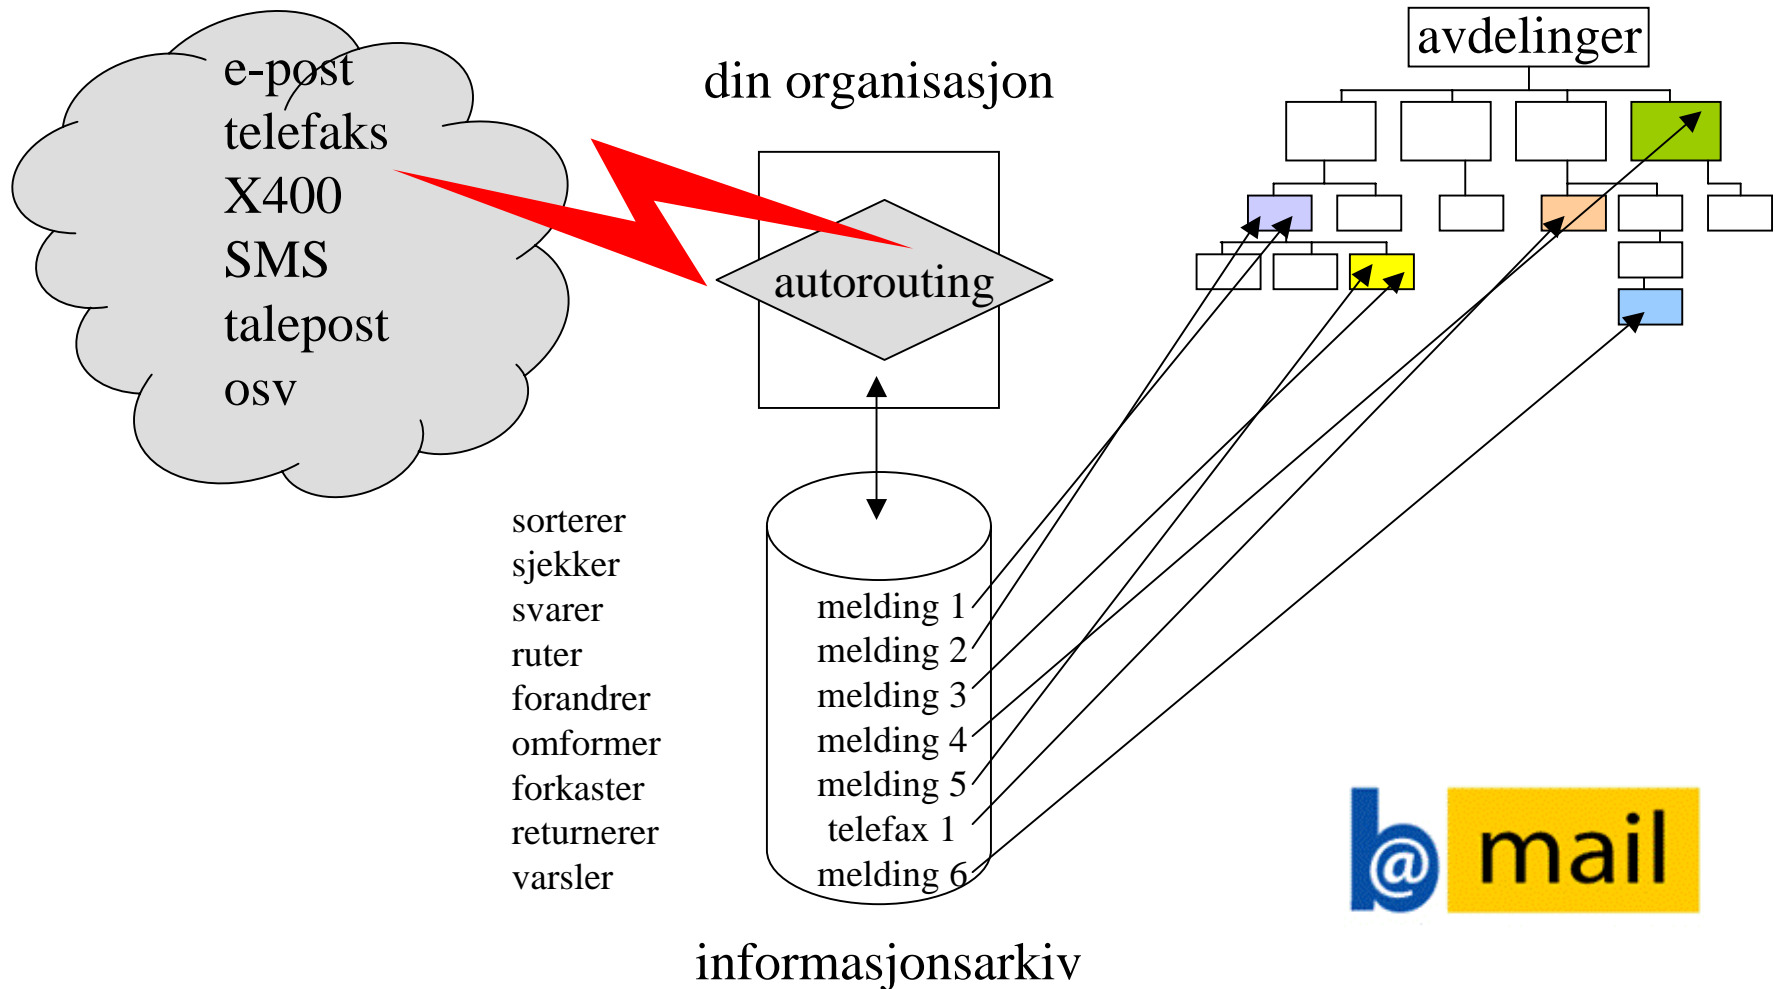 e-post
telefaks
X400
SMS
talepost
osv
din organisasjon
autorouting
avdelinger
sorterer
sjekker
svarer
ruter
forandrer
omformer
forkaster
returnerer
varsler
melding 1
melding 2
melding 3
melding 4
melding 5
telefax 1
melding 6
informasjonsarkiv
b@ mail